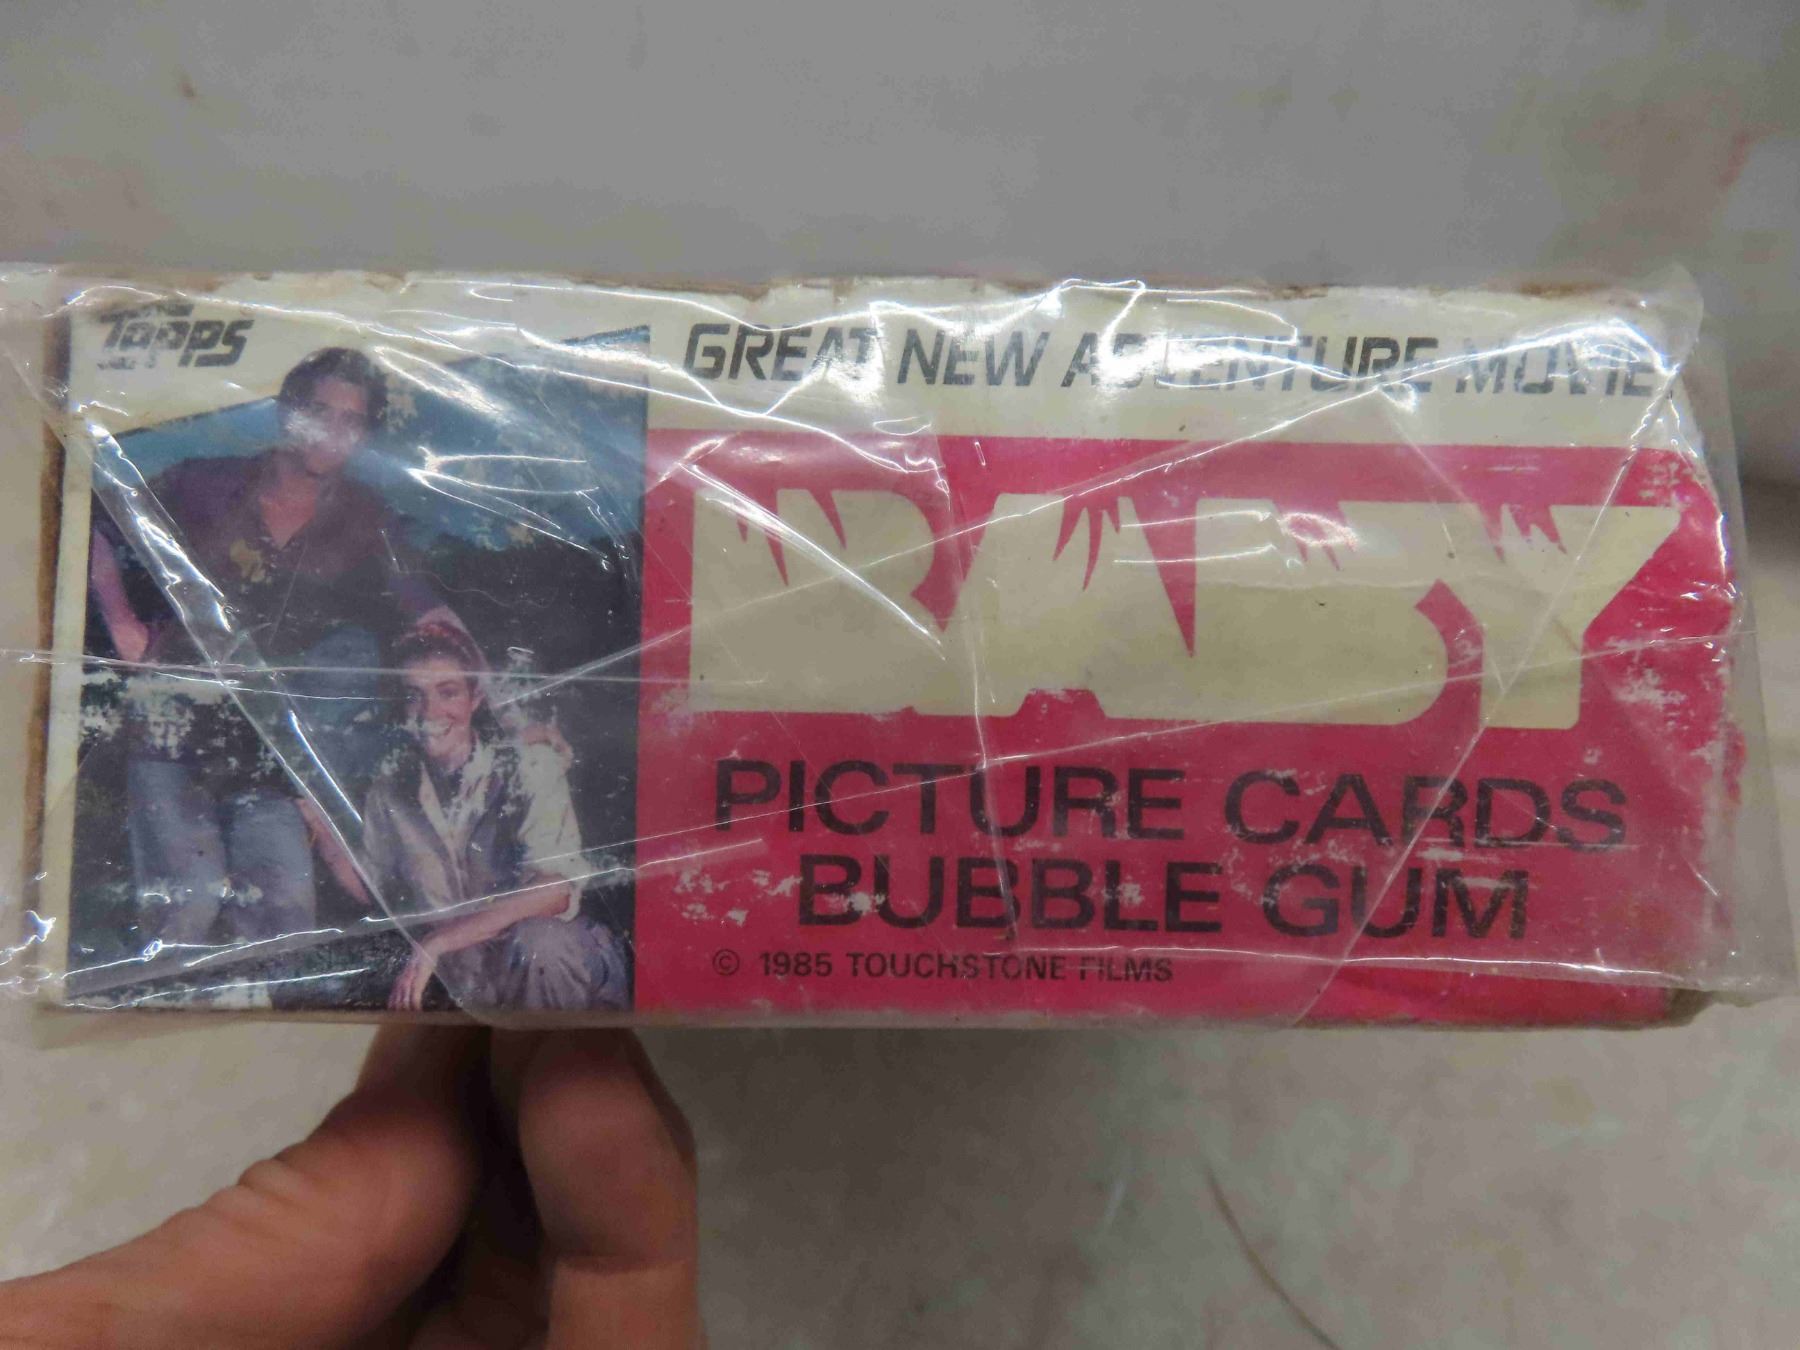 Topps
GREAT NEW ADVENTURE MOVIE
BABY
PICTURE CARDS
BUBBLE GUM
© 1985 TOUCHSTONE FILMS